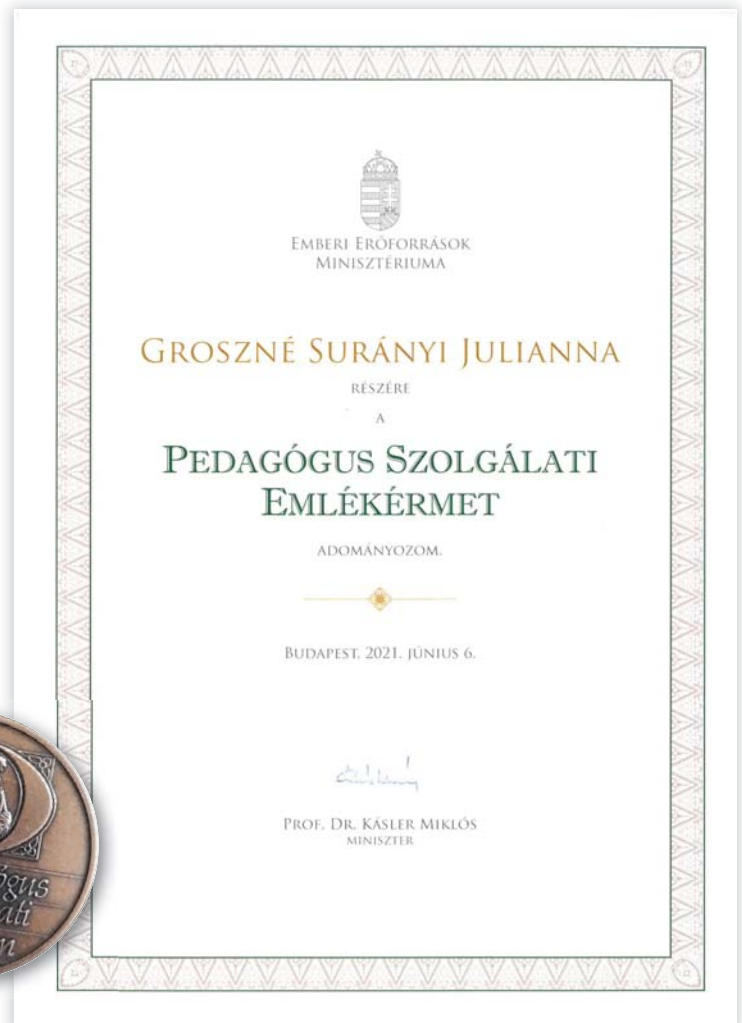 EMBERI ERŐFORRÁSOK
MINISZTÉRIUMA
GROSZNÉ SURÁNYI JULIANNA
RÉSZÉRE
A
PEDAGÓGUS SZOLGÁLATI
EMLÉKÉRMET
ADOMÁNYOZOM.
BUDAPEST, 2021. JÚNIUS 6.
PROF. DR. KÁSLER MIKLÓS
MINISZTER